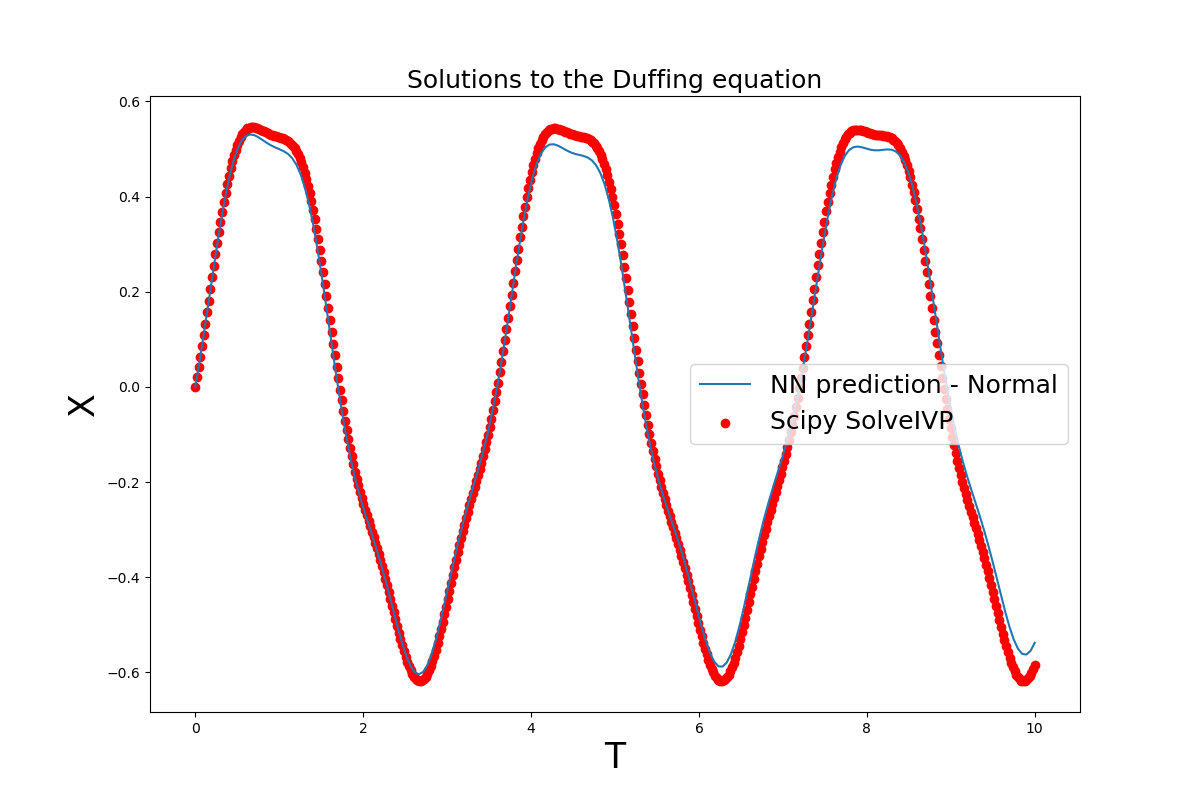 Solutions to the Duffing equation
0.6
0.4
0.2
0.0
−0.2
−0.4
−0.6
X
NN prediction - Normal
Scipy SolveIVP
0 2 4 6 8 10
T